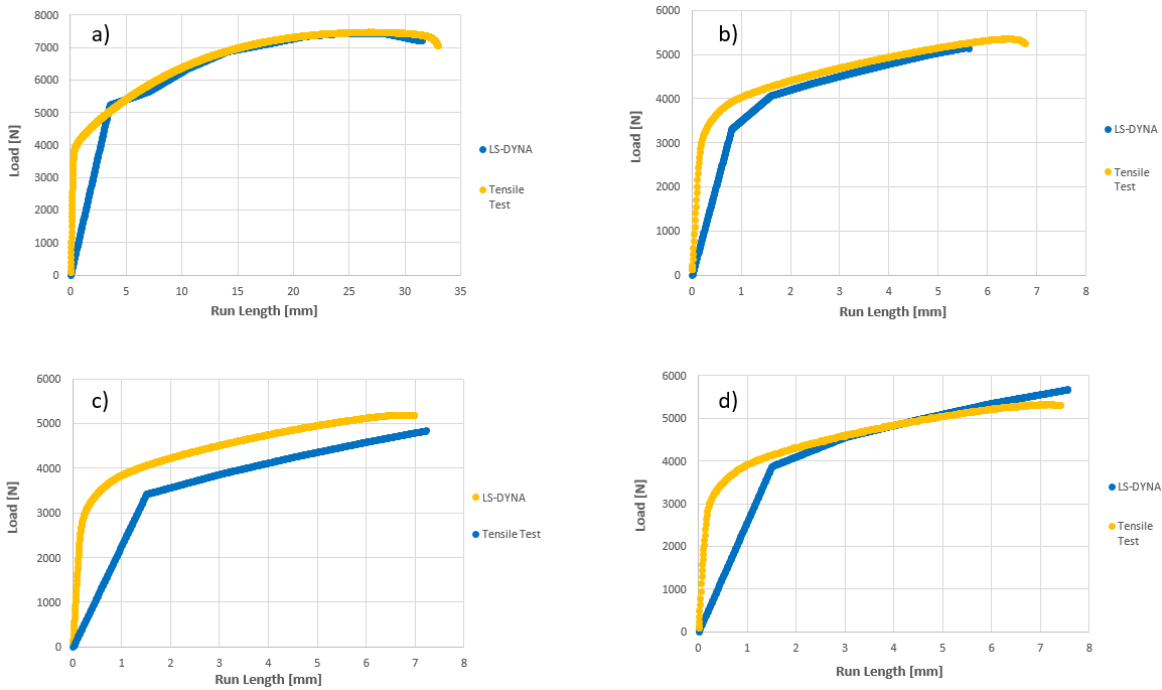 a)
8000
7000
6000
5000
4000
3000
2000
1000
0
Load [N]
0 5 10 15 20 25 30 35
Run Length [mm]
LS-DYNA
Tensile
Test
b)
6000
5000
4000
3000
2000
1000
0
Load [N]
0 1 2 3 4 5 6 7 8
Run Length [mm]
LS-DYNA
Tensile
Test
c)
6000
5000
4000
3000
2000
1000
0
Load [N]
0 1 2 3 4 5 6 7 8
Run Length [mm]
LS-DYNA
Tensile Test
d)
6000
5000
4000
3000
2000
1000
0
Load [N]
0 1 2 3 4 5 6 7 8
Run Length [mm]
LS-DYNA
Tensile
Test